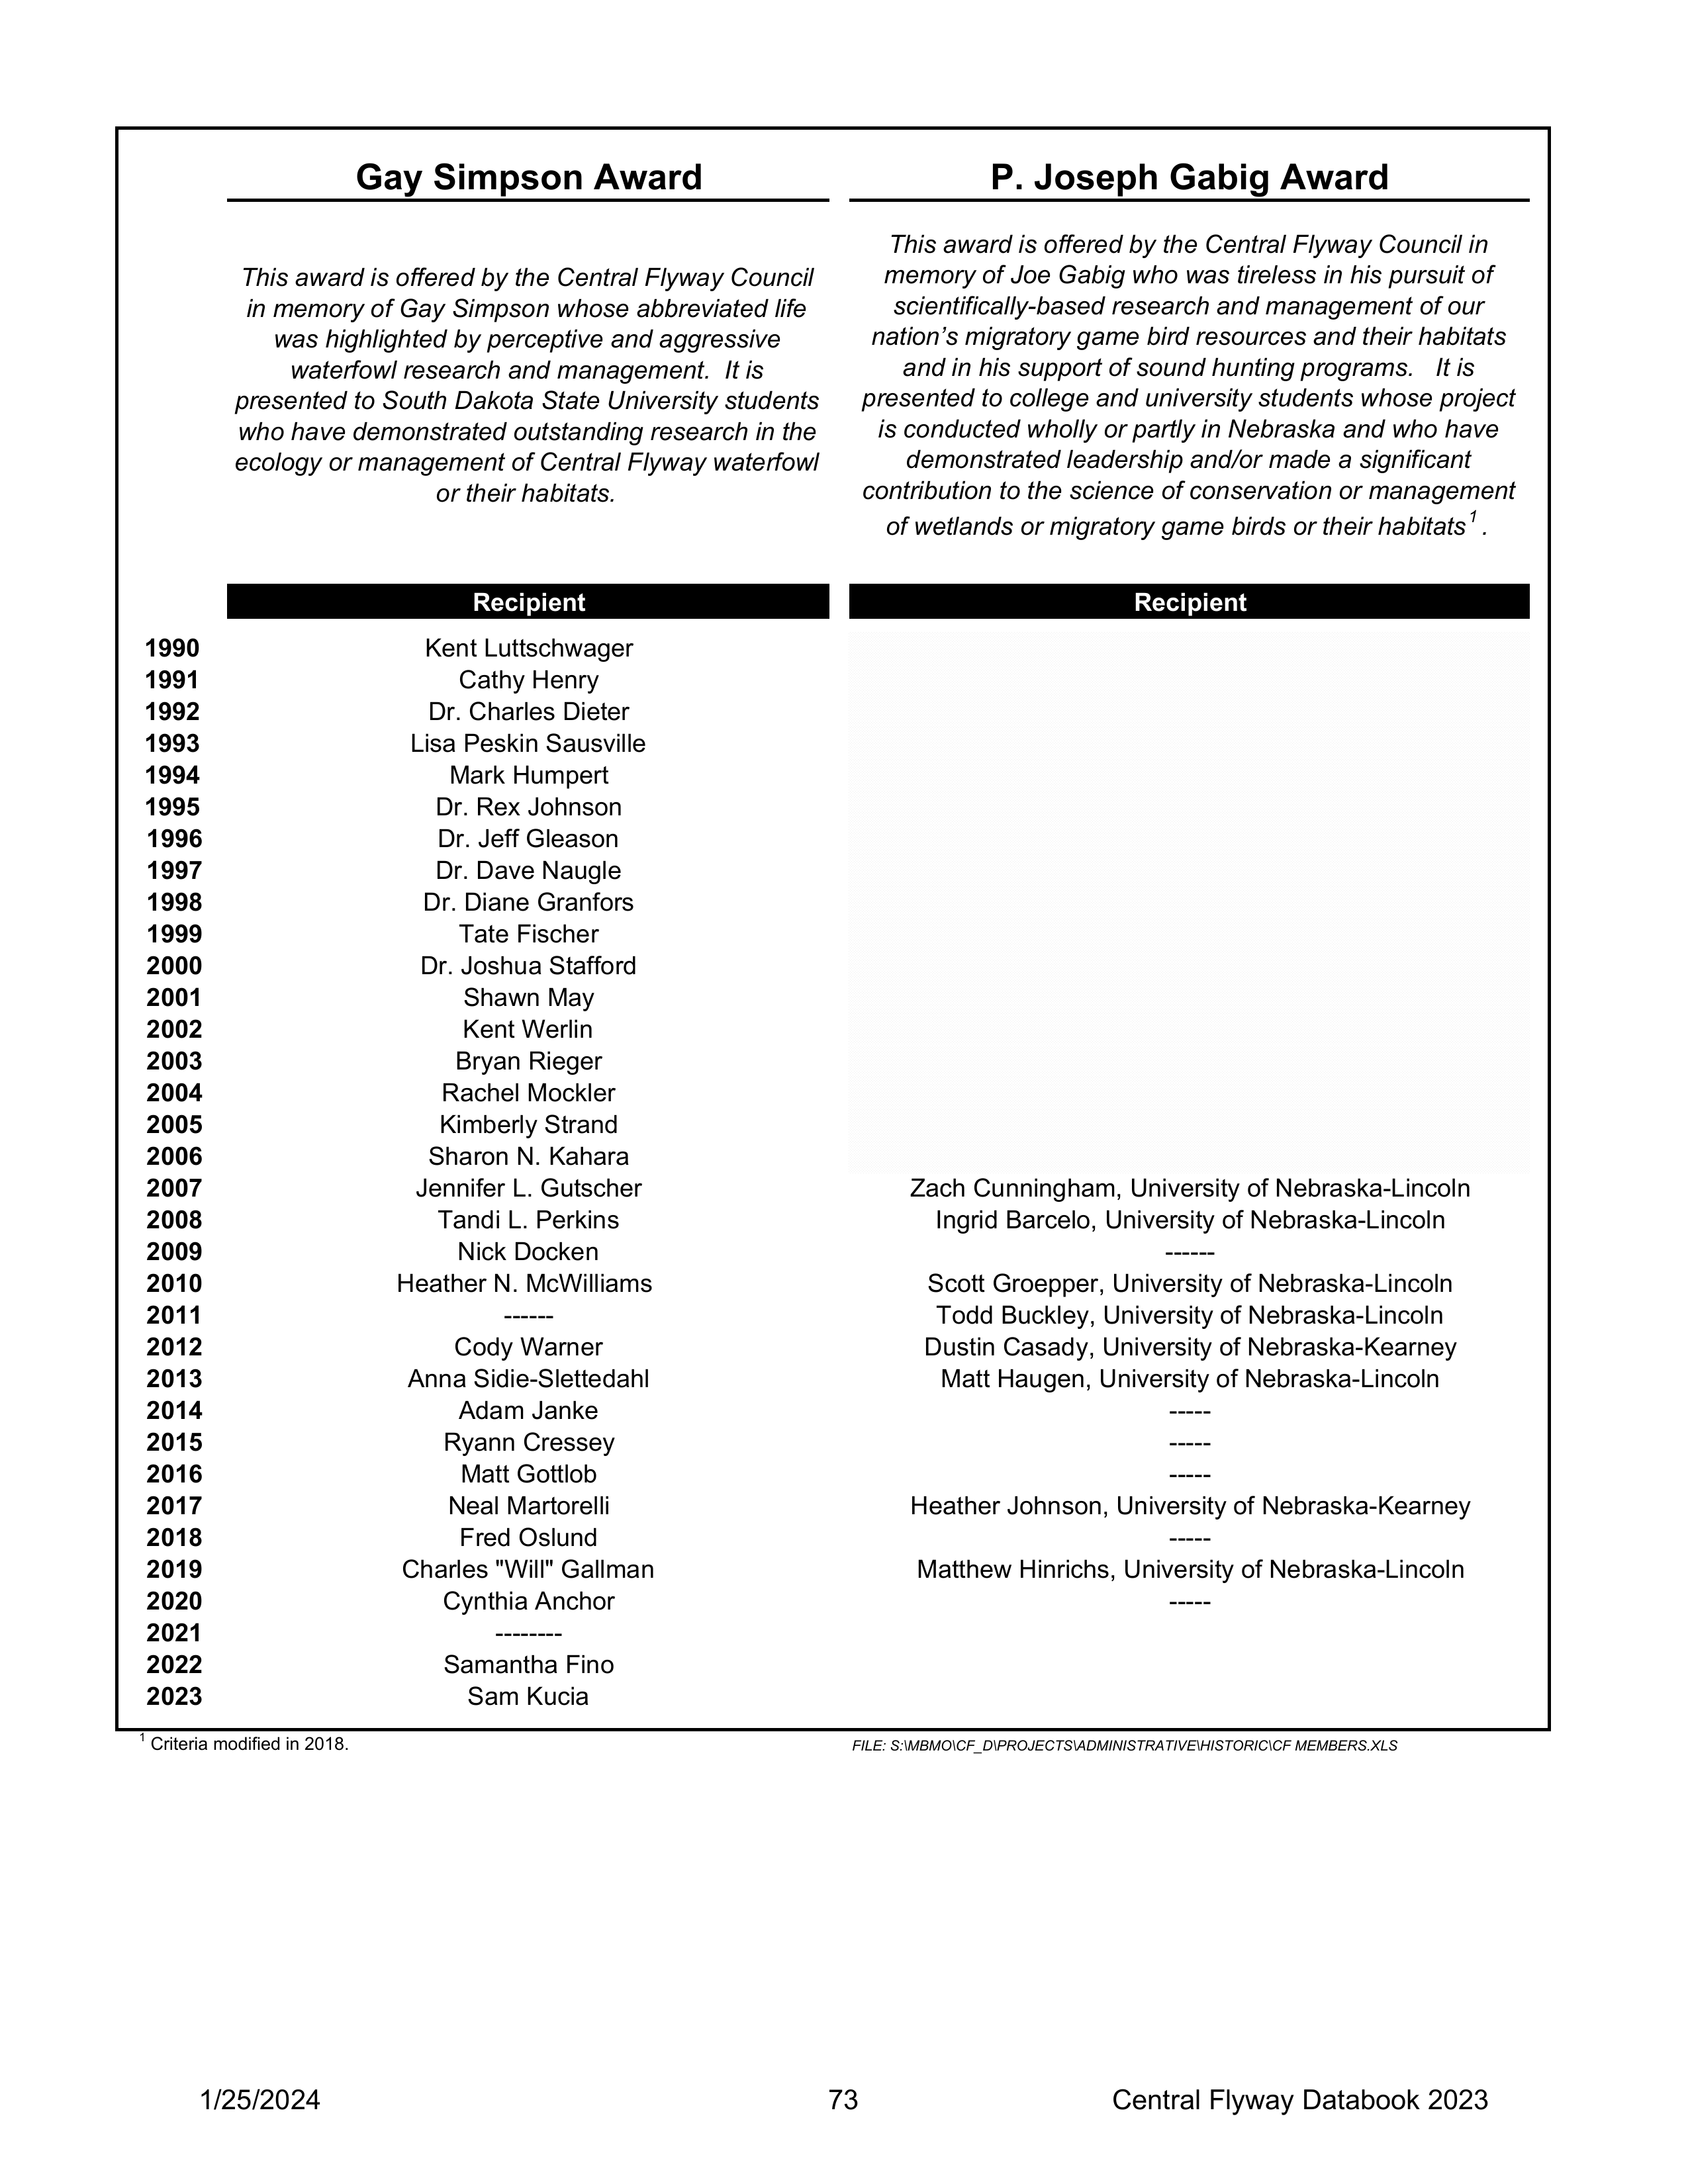 Gay Simpson Award
P. Joseph Gabig Award
This award is offered by the Central Flyway Council
in memory of Gay Simpson whose abbreviated life
was highlighted by perceptive and aggressive
waterfowl research and management.  It is
presented to South Dakota State University students
who have demonstrated outstanding research in the
ecology or management of Central Flyway waterfowl
or their habitats.
This award is offered by the Central Flyway Council in
memory of Joe Gabig who was tireless in his pursuit of
scientifically-based research and management of our
nation’s migratory game bird resources and their habitats
and in his support of sound hunting programs.   It is
presented to college and university students whose project
is conducted wholly or partly in Nebraska and who have
demonstrated leadership and/or made a significant
contribution to the science of conservation or management
of wetlands or migratory game birds or their habitats1 .
Recipient Recipient
1990 Kent Luttschwager
1991 Cathy Henry
1992 Dr. Charles Dieter
1993 Lisa Peskin Sausville
1994 Mark Humpert
1995 Dr. Rex Johnson
1996 Dr. Jeff Gleason
1997 Dr. Dave Naugle
1998 Dr. Diane Granfors
1999 Tate Fischer
2000 Dr. Joshua Stafford
2001 Shawn May
2002 Kent Werlin
2003 Bryan Rieger
2004 Rachel Mockler
2005 Kimberly Strand
2006 Sharon N. Kahara
2007 Jennifer L. Gutscher Zach Cunningham, University of Nebraska-Lincoln
2008 Tandi L. Perkins Ingrid Barcelo, University of Nebraska-Lincoln
2009 Nick Docken ------
2010 Heather N. McWilliams Scott Groepper, University of Nebraska-Lincoln
2011 ------ Todd Buckley, University of Nebraska-Lincoln
2012 Cody Warner Dustin Casady, University of Nebraska-Kearney
2013 Anna Sidie-Slettedahl Matt Haugen, University of Nebraska-Lincoln
2014 Adam Janke -----
2015 Ryann Cressey -----
2016 Matt Gottlob -----
2017 Neal Martorelli Heather Johnson, University of Nebraska-Kearney
2018 Fred Oslund -----
2019 Charles "Will" Gallman Matthew Hinrichs, University of Nebraska-Lincoln
2020 Cynthia Anchor -----
2021 --------
2022 Samantha Fino
2023 Sam Kucia
1 Criteria modified in 2018.
FILE: S:\MBMO\CF_D\PROJECTS\ADMINISTRATIVE\HISTORIC\CF MEMBERS.XLS
1/25/2024 73 Central Flyway Databook 2023